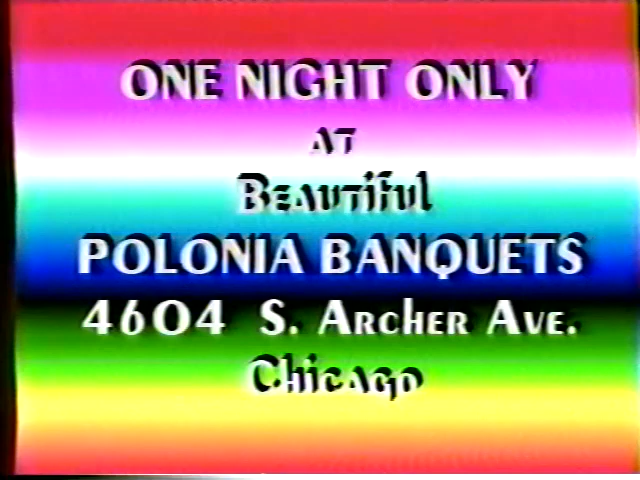 ONE NIGHT ONLY
AT
Beautiful
POLONIA BANQUETS
4604 S. Archer Ave.
Chicago